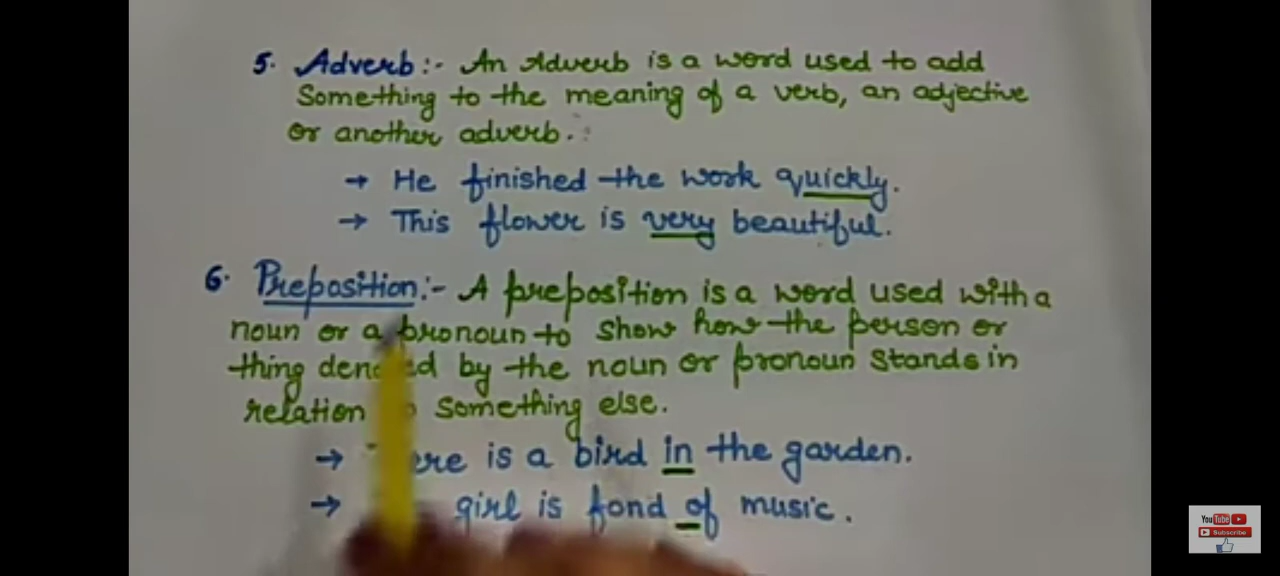 5. Adverb:- An Adverb is a word used to add
Something to the meaning of a verb, an adjective
or another adverb.
→ He finished the work quickly.
→ This flower is very beautiful.
6. Preposition:- A preposition is a word used with a
noun or a pronoun to show how the person or
thing by the noun or pronoun stands in
relation something else.
→ is a bird in the garden.
→ girl is fond of music.
YouTube
Subscribe